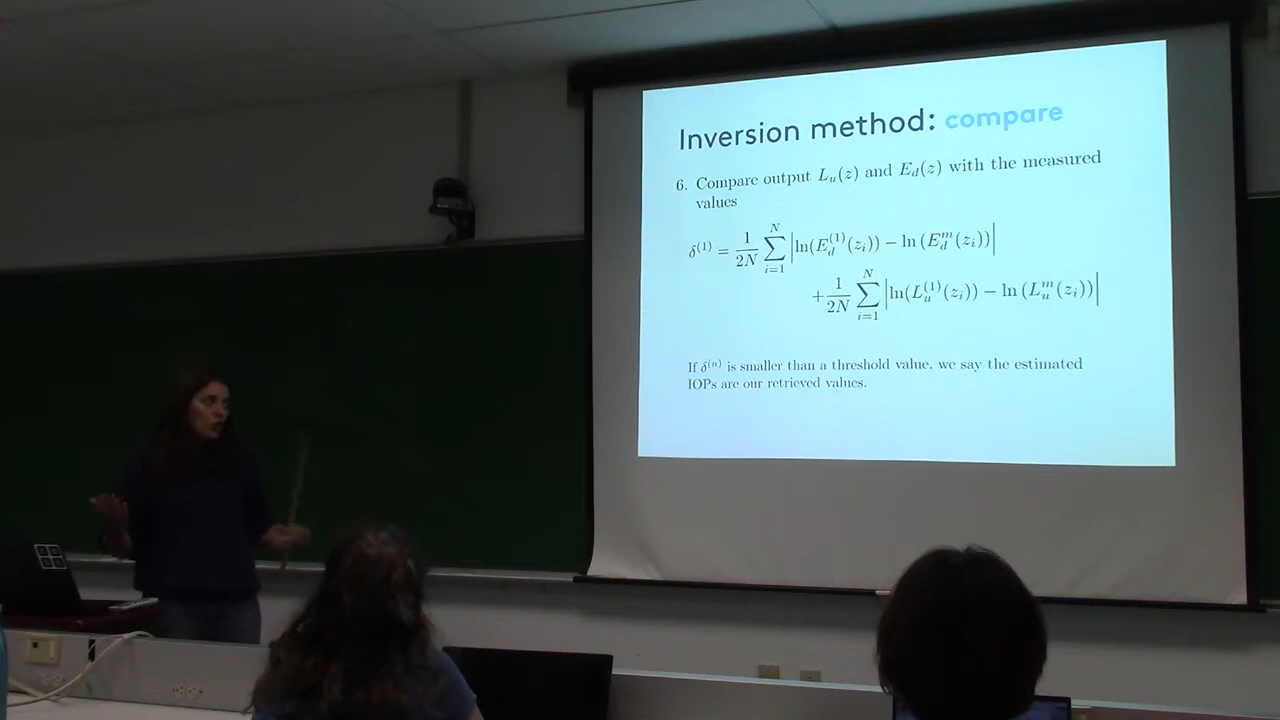 Inversion method: compare
6. Compare output L_u(z) and E_d(z) with the measured
values
δ^(1) = 1/2N ∑_{i=1}^{N} |ln(E_d^(1)(z_i)) − ln (E_d^m(z_i))|
+ 1/2N ∑_{i=1}^{N} |ln(L_u^(1)(z_i)) − ln (L_u^m(z_i))|
If δ^(n) is smaller than a threshold value, we say the estimated
IOPs are our retrieved values.